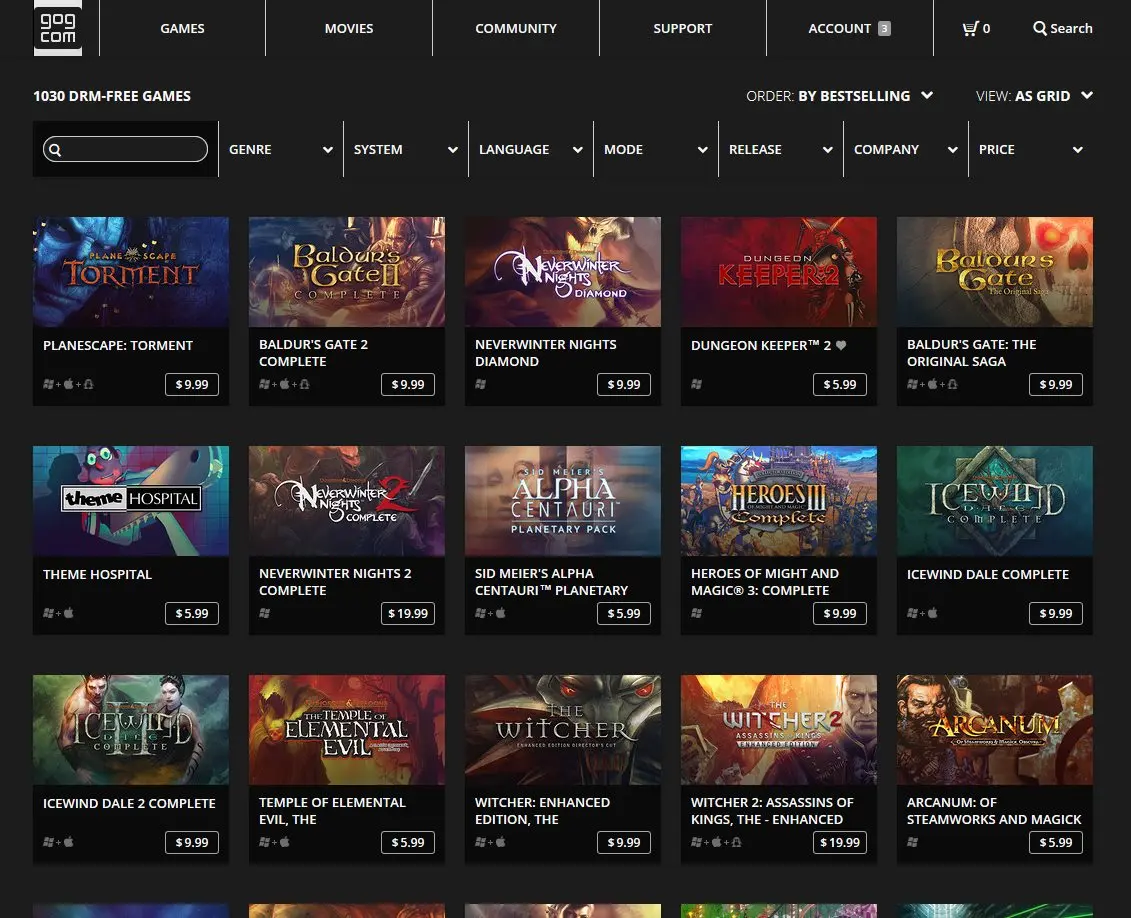 gog
com
GAMES
MOVIES
COMMUNITY
SUPPORT
ACCOUNT 3
0
Search
1030 DRM-FREE GAMES
ORDER: BY BESTSELLING
VIEW: AS GRID
GENRE
SYSTEM
LANGUAGE
MODE
RELEASE
COMPANY
PRICE
PLANESCAPE
TORMENT
PLANESCAPE: TORMENT
$9.99
Baldur's
Gate II
COMPLETE
BALDUR'S GATE 2
COMPLETE
$9.99
Neverwinter
Nights
DIAMOND
NEVERWINTER NIGHTS
DIAMOND
$9.99
DUNGEON
KEEPER 2
DUNGEON KEEPER™ 2
$5.99
Baldur's
Gate
The Original Saga
BALDUR'S GATE: THE
ORIGINAL SAGA
$9.99
theme HOSPITAL
THEME HOSPITAL
$5.99
Neverwinter 2
Nights COMPLETE
NEVERWINTER NIGHTS 2
COMPLETE
$19.99
SID MEIER'S
ALPHA
CENTAURI™
PLANETARY PACK
SID MEIER'S ALPHA
CENTAURI™ PLANETARY
$5.99
HEROES III
OF MIGHT AND MAGIC
Complete
HEROES OF MIGHT AND
MAGIC® 3: COMPLETE
$9.99
ICEWIND
DALE
COMPLETE
ICEWIND DALE COMPLETE
$9.99
ICEWIND
DALE
COMPLETE
ICEWIND DALE 2 COMPLETE
$9.99
THE TEMPLE OF
ELEMENTAL
EVIL
TEMPLE OF ELEMENTAL
EVIL, THE
$5.99
THE
WITCHER
ENHANCED EDITION DIRECTOR'S CUT
WITCHER: ENHANCED
EDITION, THE
$9.99
THE
WITCHER 2
ASSASSINS OF KINGS
ENHANCED EDITION
WITCHER 2: ASSASSINS OF
KINGS, THE - ENHANCED
$19.99
ARCANUM
OF STEAMWORKS & MAGICK OBSCURA
ARCANUM: OF
STEAMWORKS AND MAGICK
$5.99